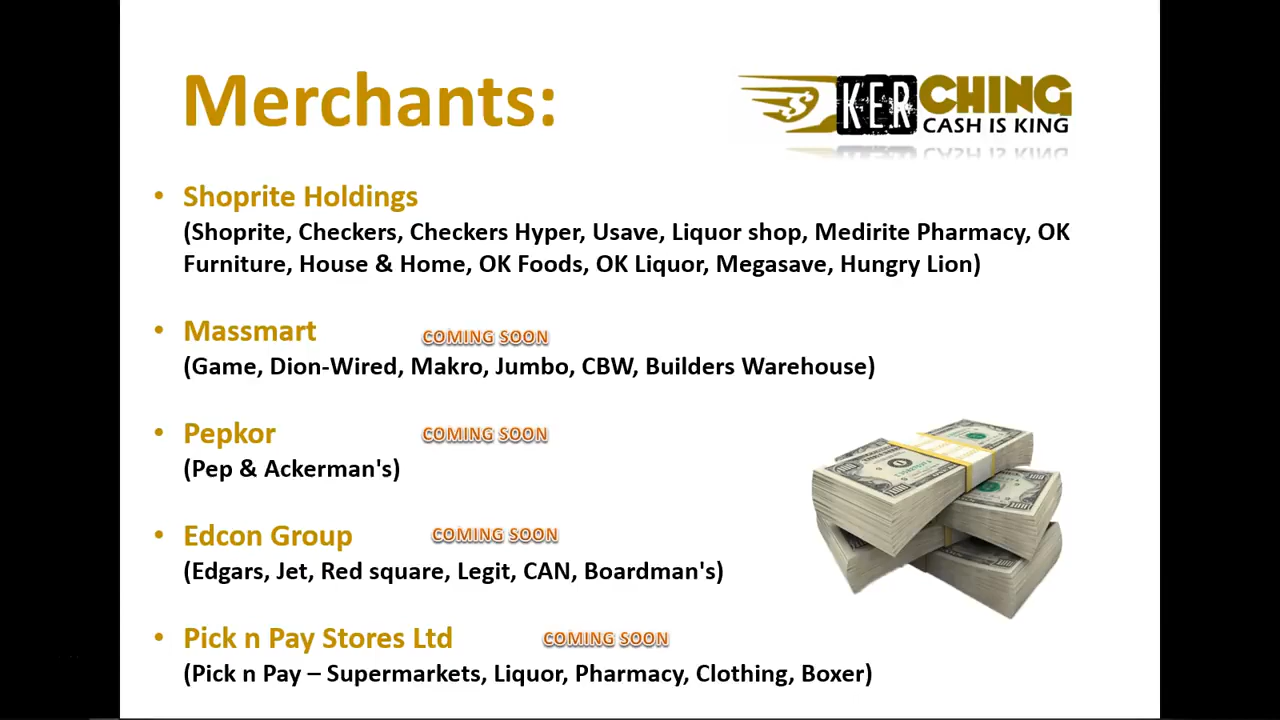 Merchants:
KERCHING
CASH IS KING
• Shoprite Holdings
(Shoprite, Checkers, Checkers Hyper, Usave, Liquor shop, Medirite Pharmacy, OK
Furniture, House & Home, OK Foods, OK Liquor, Megasave, Hungry Lion)
• Massmart COMING SOON
(Game, Dion-Wired, Makro, Jumbo, CBW, Builders Warehouse)
• Pepkor COMING SOON
(Pep & Ackerman's)
• Edcon Group COMING SOON
(Edgars, Jet, Red square, Legit, CAN, Boardman's)
• Pick n Pay Stores Ltd COMING SOON
(Pick n Pay – Supermarkets, Liquor, Pharmacy, Clothing, Boxer)